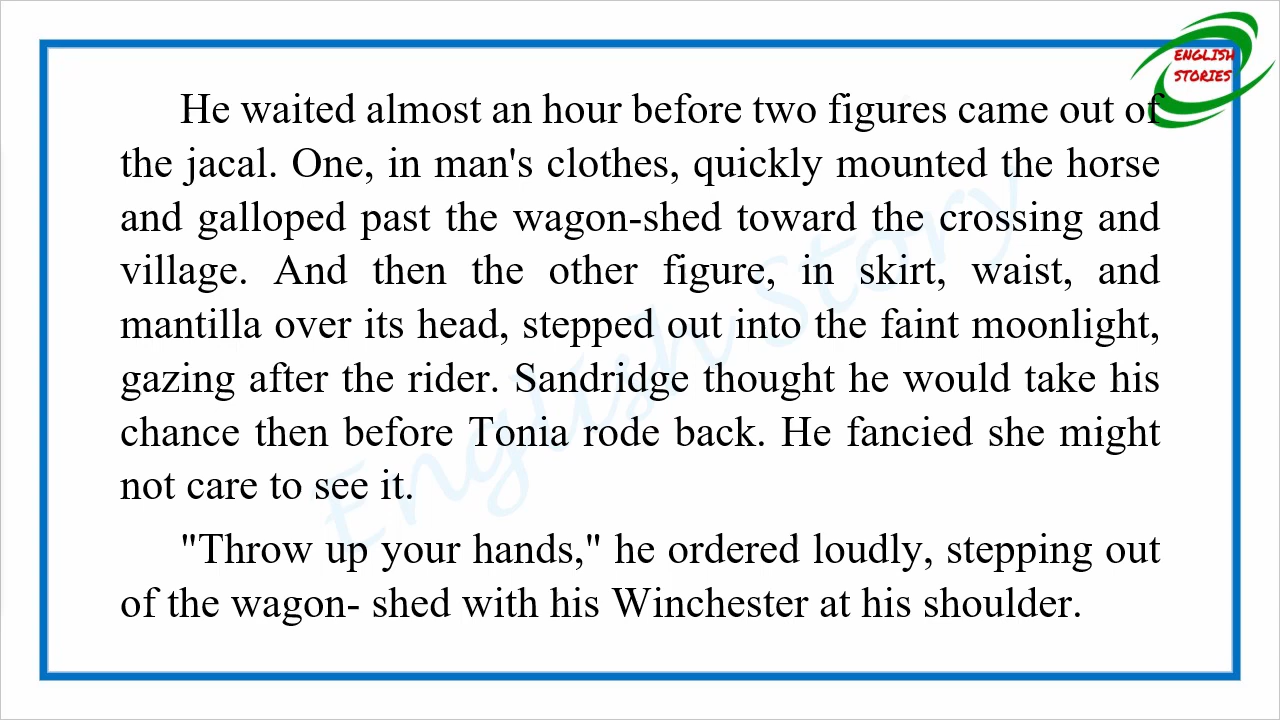 ENGLISH
STORIES
He waited almost an hour before two figures came out of
the jacal. One, in man's clothes, quickly mounted the horse
and galloped past the wagon-shed toward the crossing and
village. And then the other figure, in skirt, waist, and
mantilla over its head, stepped out into the faint moonlight,
gazing after the rider. Sandridge thought he would take his
chance then before Tonia rode back. He fancied she might
not care to see it.
"Throw up your hands," he ordered loudly, stepping out
of the wagon- shed with his Winchester at his shoulder.
English Story